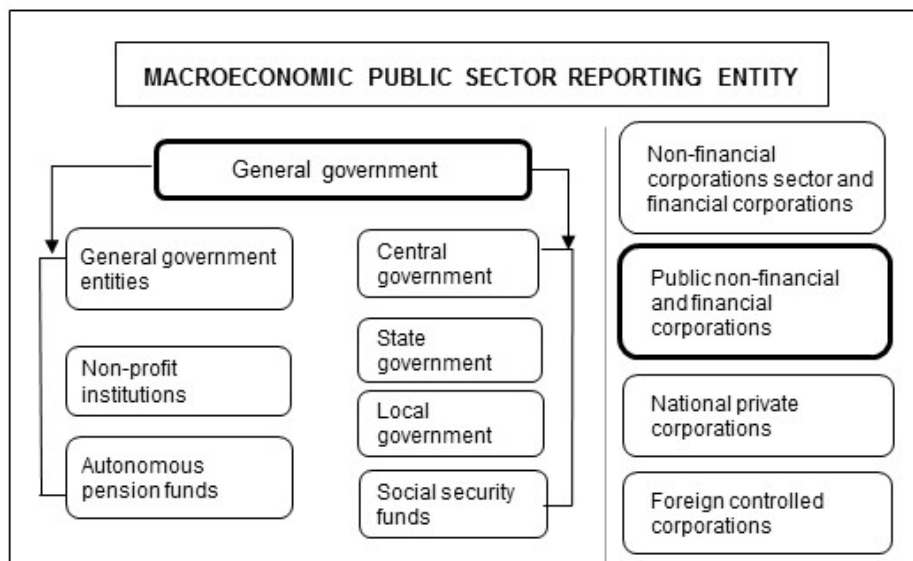 MACROECONOMIC PUBLIC SECTOR REPORTING ENTITY
General government
General government
entities
Non-profit
institutions
Autonomous
pension funds
Central
government
State
government
Local
government
Social security
funds
Non-financial
corporations sector and
financial corporations
Public non-financial
and financial
corporations
National private
corporations
Foreign controlled
corporations